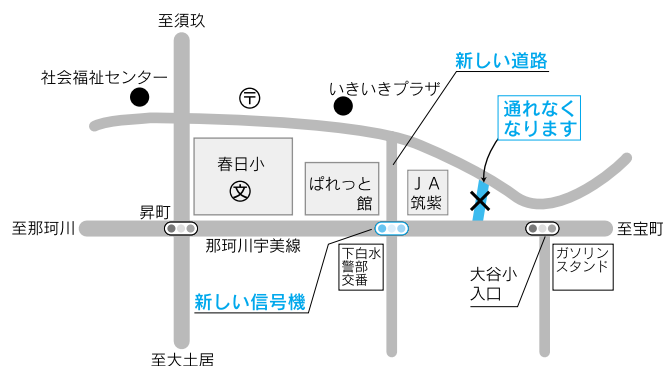 至須玖
社会福祉センター
〒
いきいきプラザ
新しい道路
通れなく
なります
春日小
文
ぱれっと
館
ＪＡ
筑紫
昇町
至那珂川
那珂川宇美線
至宝町
下白水
警部
交番
大谷小
入口
ガソリン
スタンド
新しい信号機
至大土居